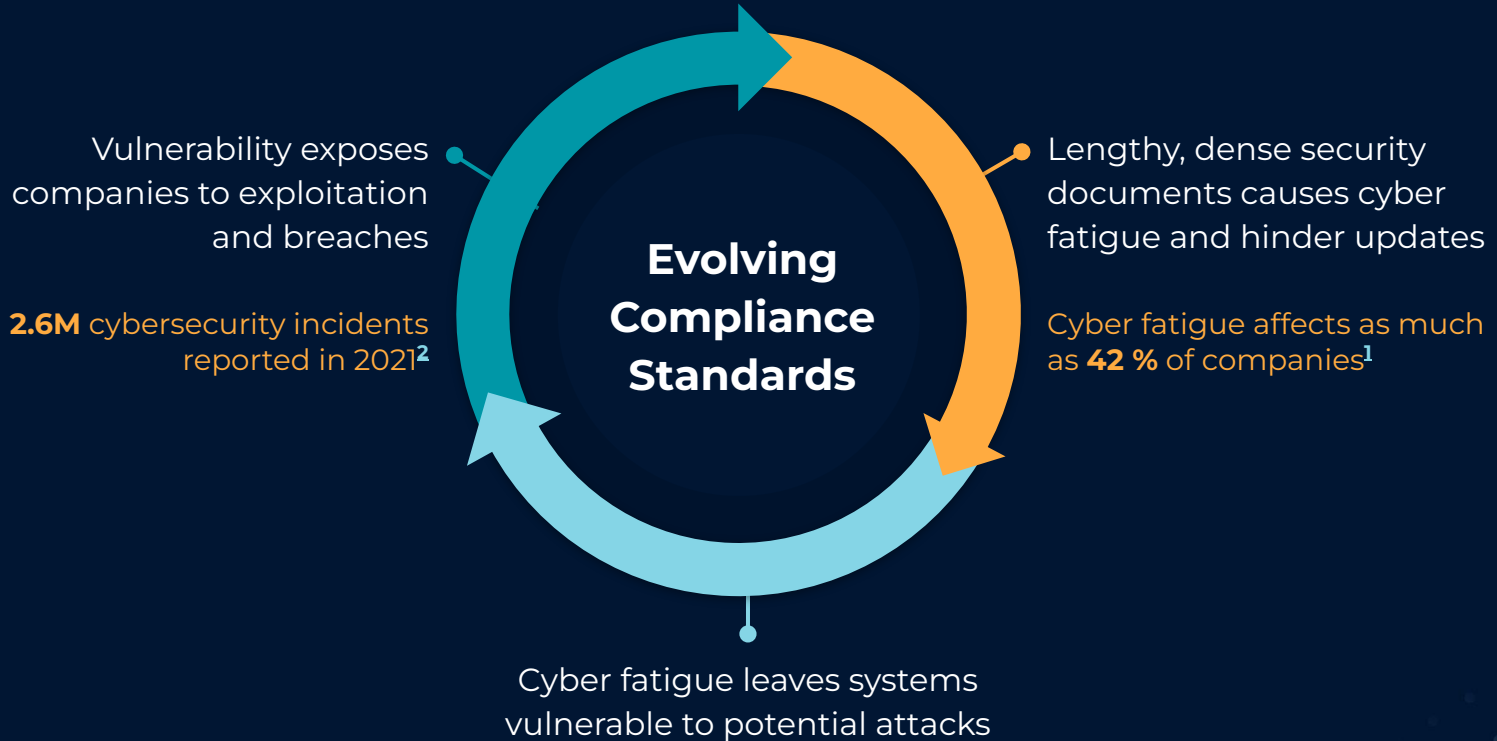 Vulnerability exposes
companies to exploitation
and breaches
2.6M cybersecurity incidents
reported in 2021²
Evolving
Compliance
Standards
Lengthy, dense security
documents causes cyber
fatigue and hinder updates
Cyber fatigue affects as much
as 42 % of companies¹
Cyber fatigue leaves systems
vulnerable to potential attacks